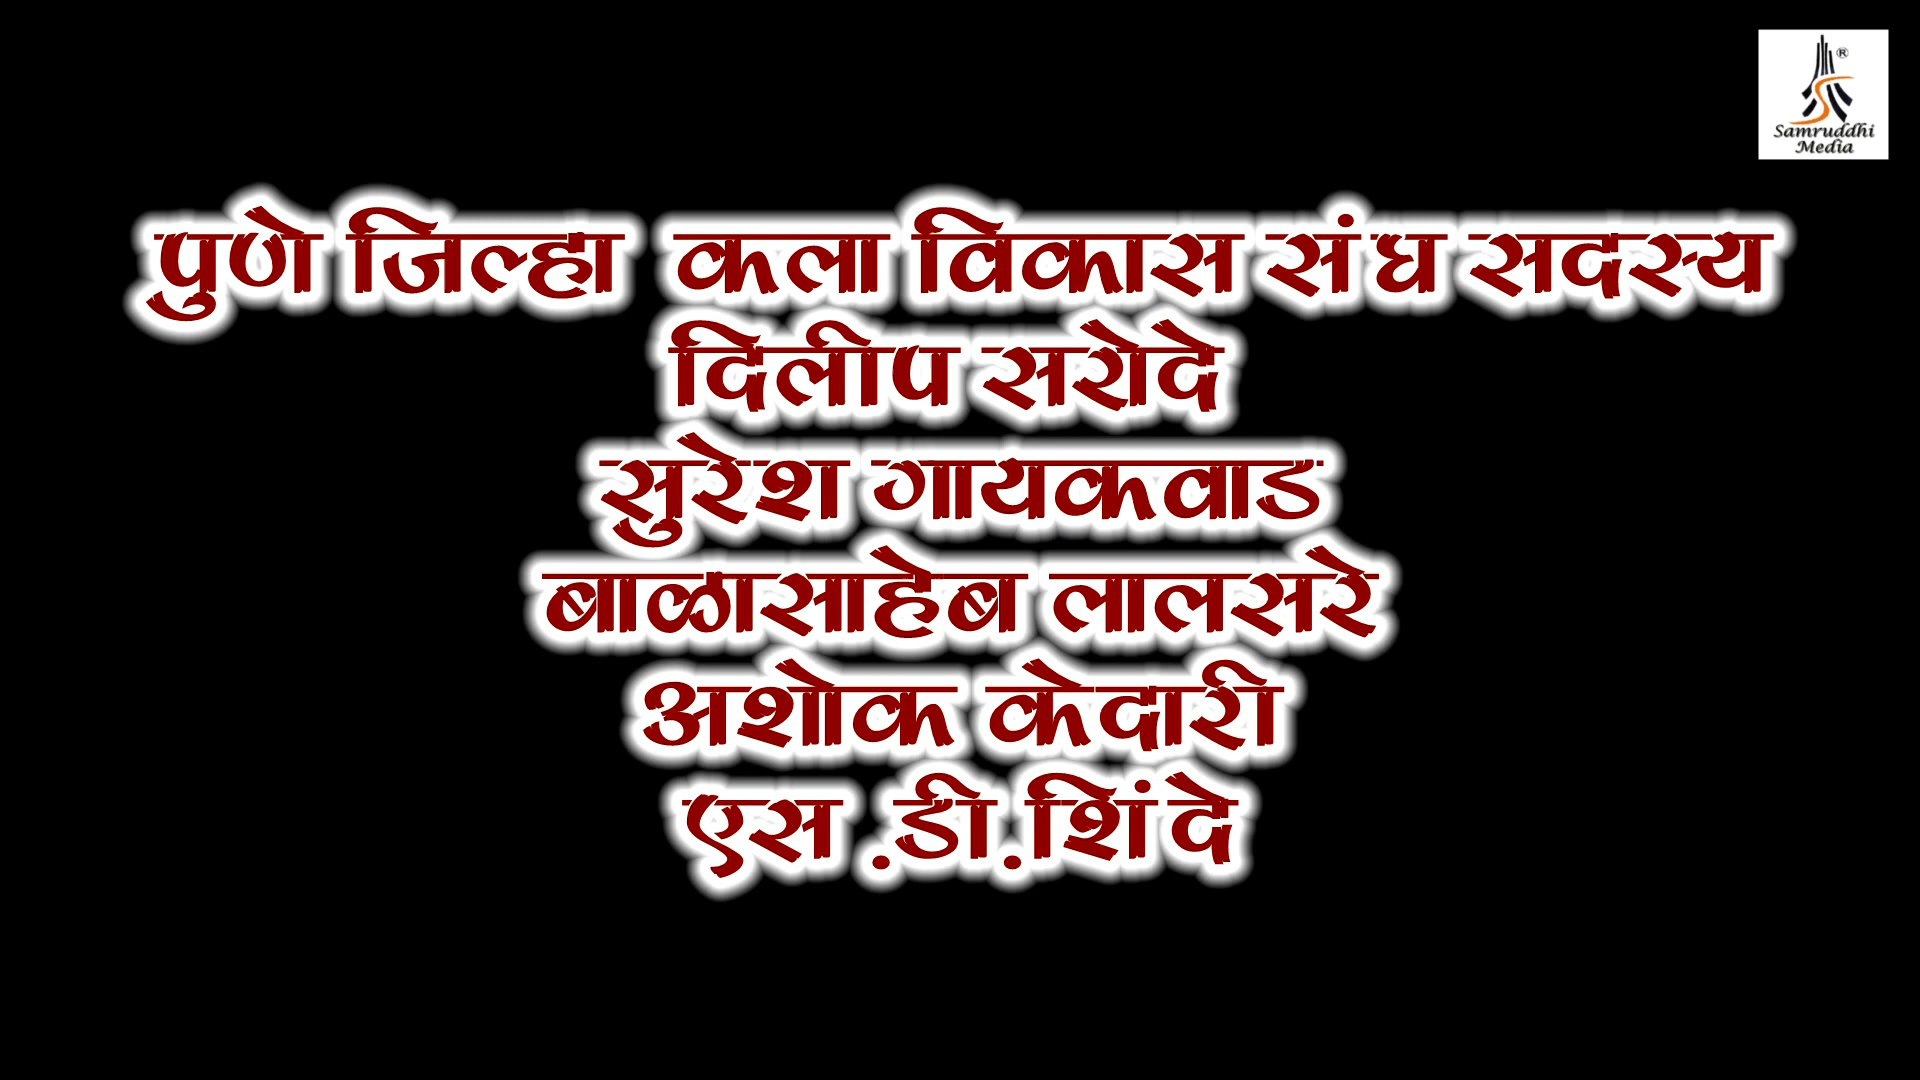 ®
Samruddhi
Media
पुणे जिल्हा कला विकास संघ सदस्य
दिलीप सरोदे
सुरेश गायकवाड
बाळासाहेब लालसरे
अशोक केदारी
एस .डी.शिंदे